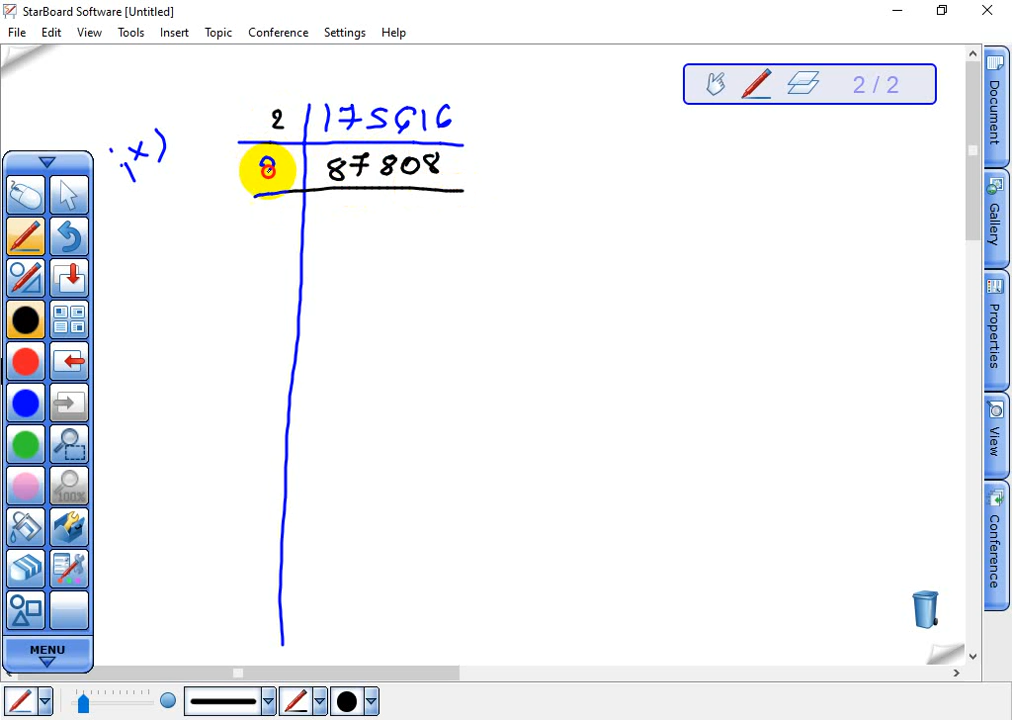 StarBoard Software [Untitled]
File Edit View Tools Insert Topic Conference Settings Help
2 / 2
ix)
2 175616
87808
100%
MENU
Document
Gallery
Properties
View
Conference